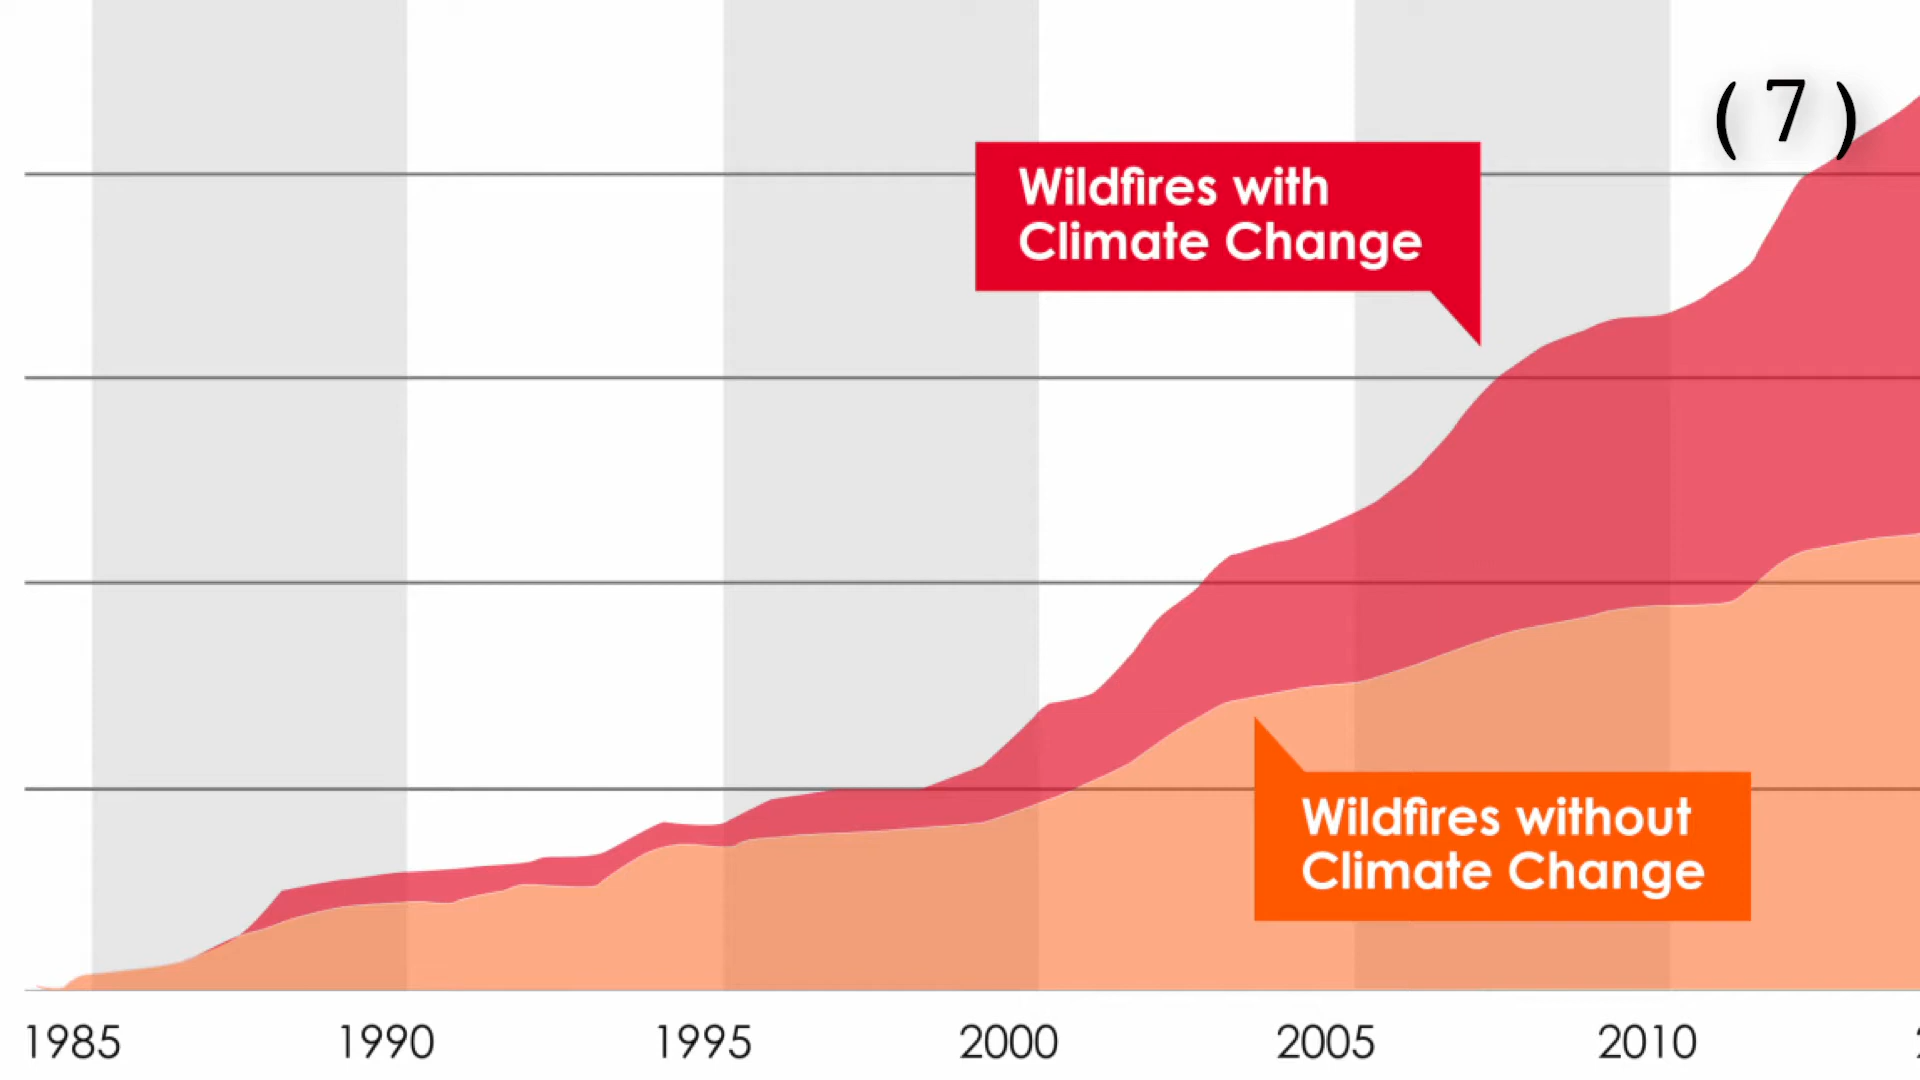 (7)
Wildfires with
Climate Change
Wildfires without
Climate Change
1985 1990 1995 2000 2005 2010